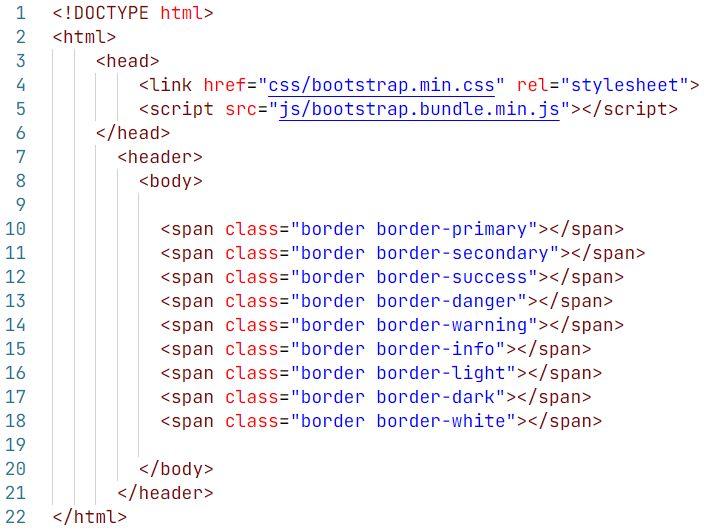 1 <!DOCTYPE html>
2 <html>
3     <head>
4         <link href="css/bootstrap.min.css" rel="stylesheet">
5         <script src="js/bootstrap.bundle.min.js"></script>
6     </head>
7       <header>
8         <body>
9
10           <span class="border border-primary"></span>
11           <span class="border border-secondary"></span>
12           <span class="border border-success"></span>
13           <span class="border border-danger"></span>
14           <span class="border border-warning"></span>
15           <span class="border border-info"></span>
16           <span class="border border-light"></span>
17           <span class="border border-dark"></span>
18           <span class="border border-white"></span>
19
20         </body>
21       </header>
22 </html>